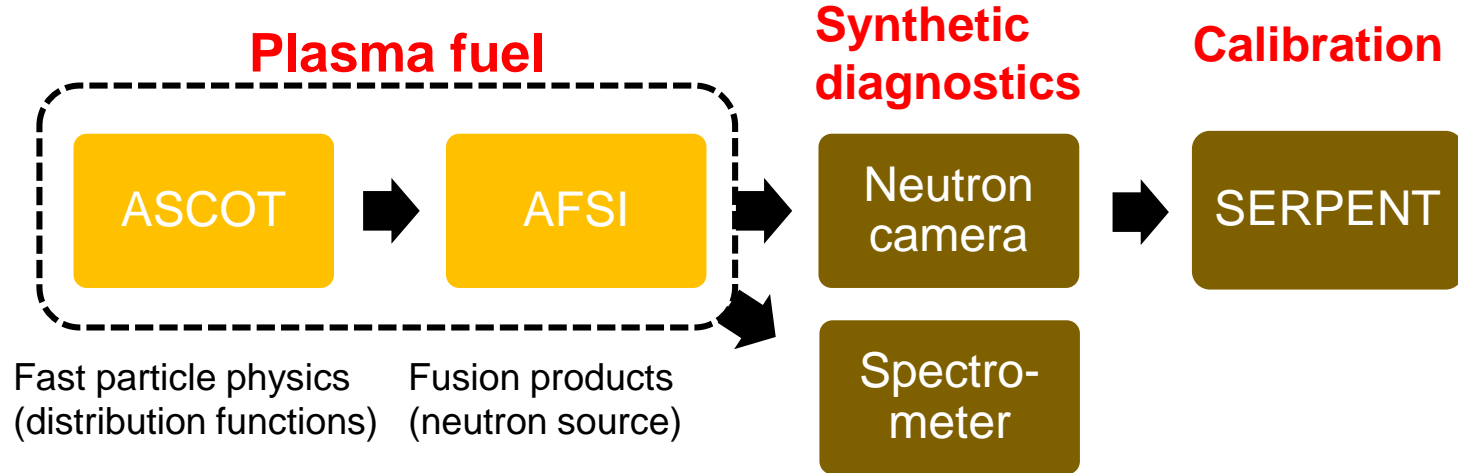 Plasma fuel
Synthetic
diagnostics
Calibration
ASCOT
AFSI
Neutron
camera
SERPENT
Fast particle physics
(distribution functions)
Fusion products
(neutron source)
Spectro-
meter